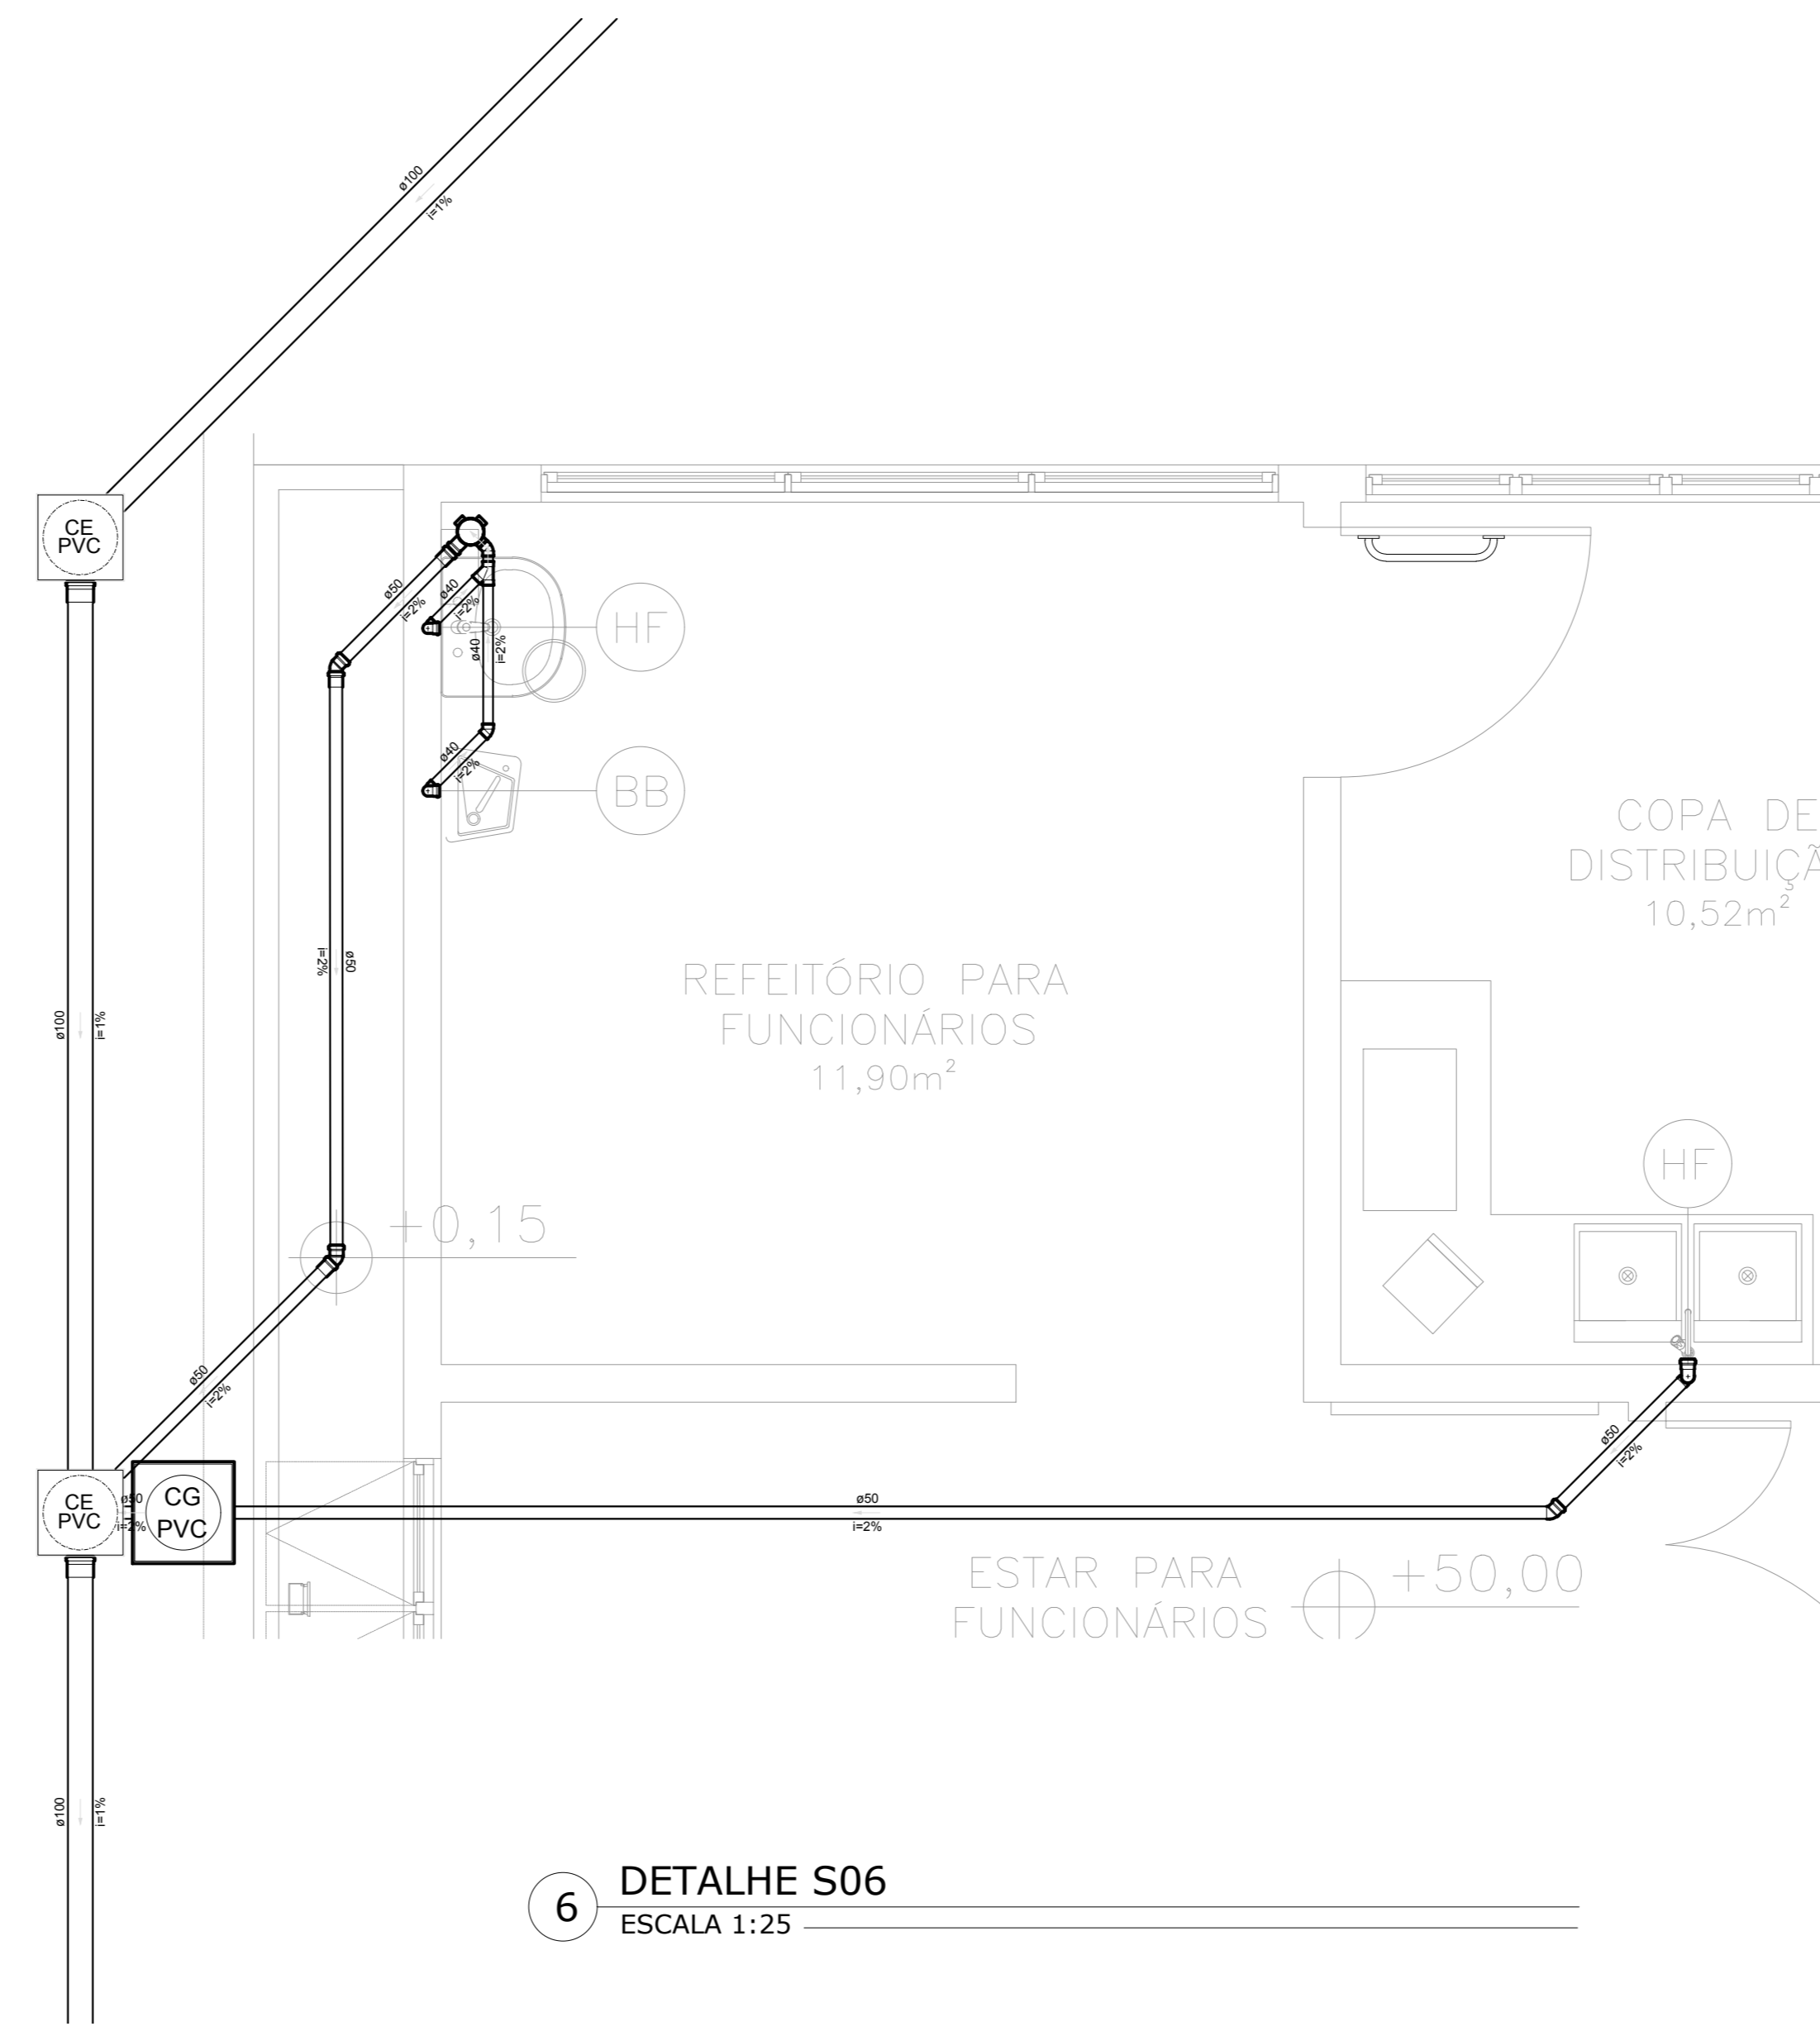 ø100
i=1%
CE
PVC
ø50
i=2%
ø40
i=2%
HF
ø40
i=2%
ø40
i=2%
BB
COPA DE
DISTRIBUIÇÃ
10,52m²
i=2%
ø50
REFEITÓRIO PARA
FUNCIONÁRIOS
11,90m²
ø100
i=1%
HF
+0,15
ø50
i=2%
ø50
i=2%
CE
PVC
ø50
i=2%
CG
PVC
ø50
i=2%
ESTAR PARA
FUNCIONÁRIOS
+50,00
ø100
i=1%
6
DETALHE S06
ESCALA 1:25